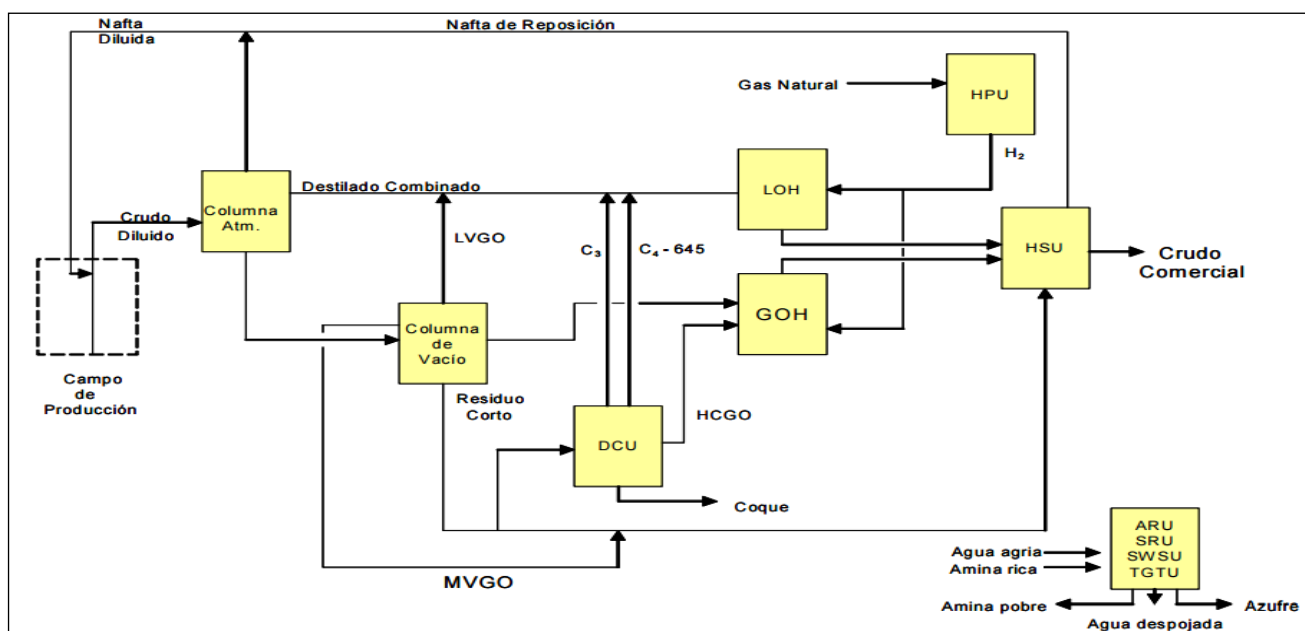 Nafta
Diluida
Nafta de Reposición
Gas Natural
HPU
H₂
Destilado Combinado
LOH
Columna
Atm.
Crudo
Diluido
LVGO
C₃
C₄ - 645
HSU
Crudo
Comercial
GOH
Columna
de
Vacío
Campo
de
Producción
Residuo
Corto
HCGO
DCU
Coque
MVGO
ARU
SRU
SWSU
TGTU
Agua agria
Amina rica
Amina pobre
Azufre
Agua despojada